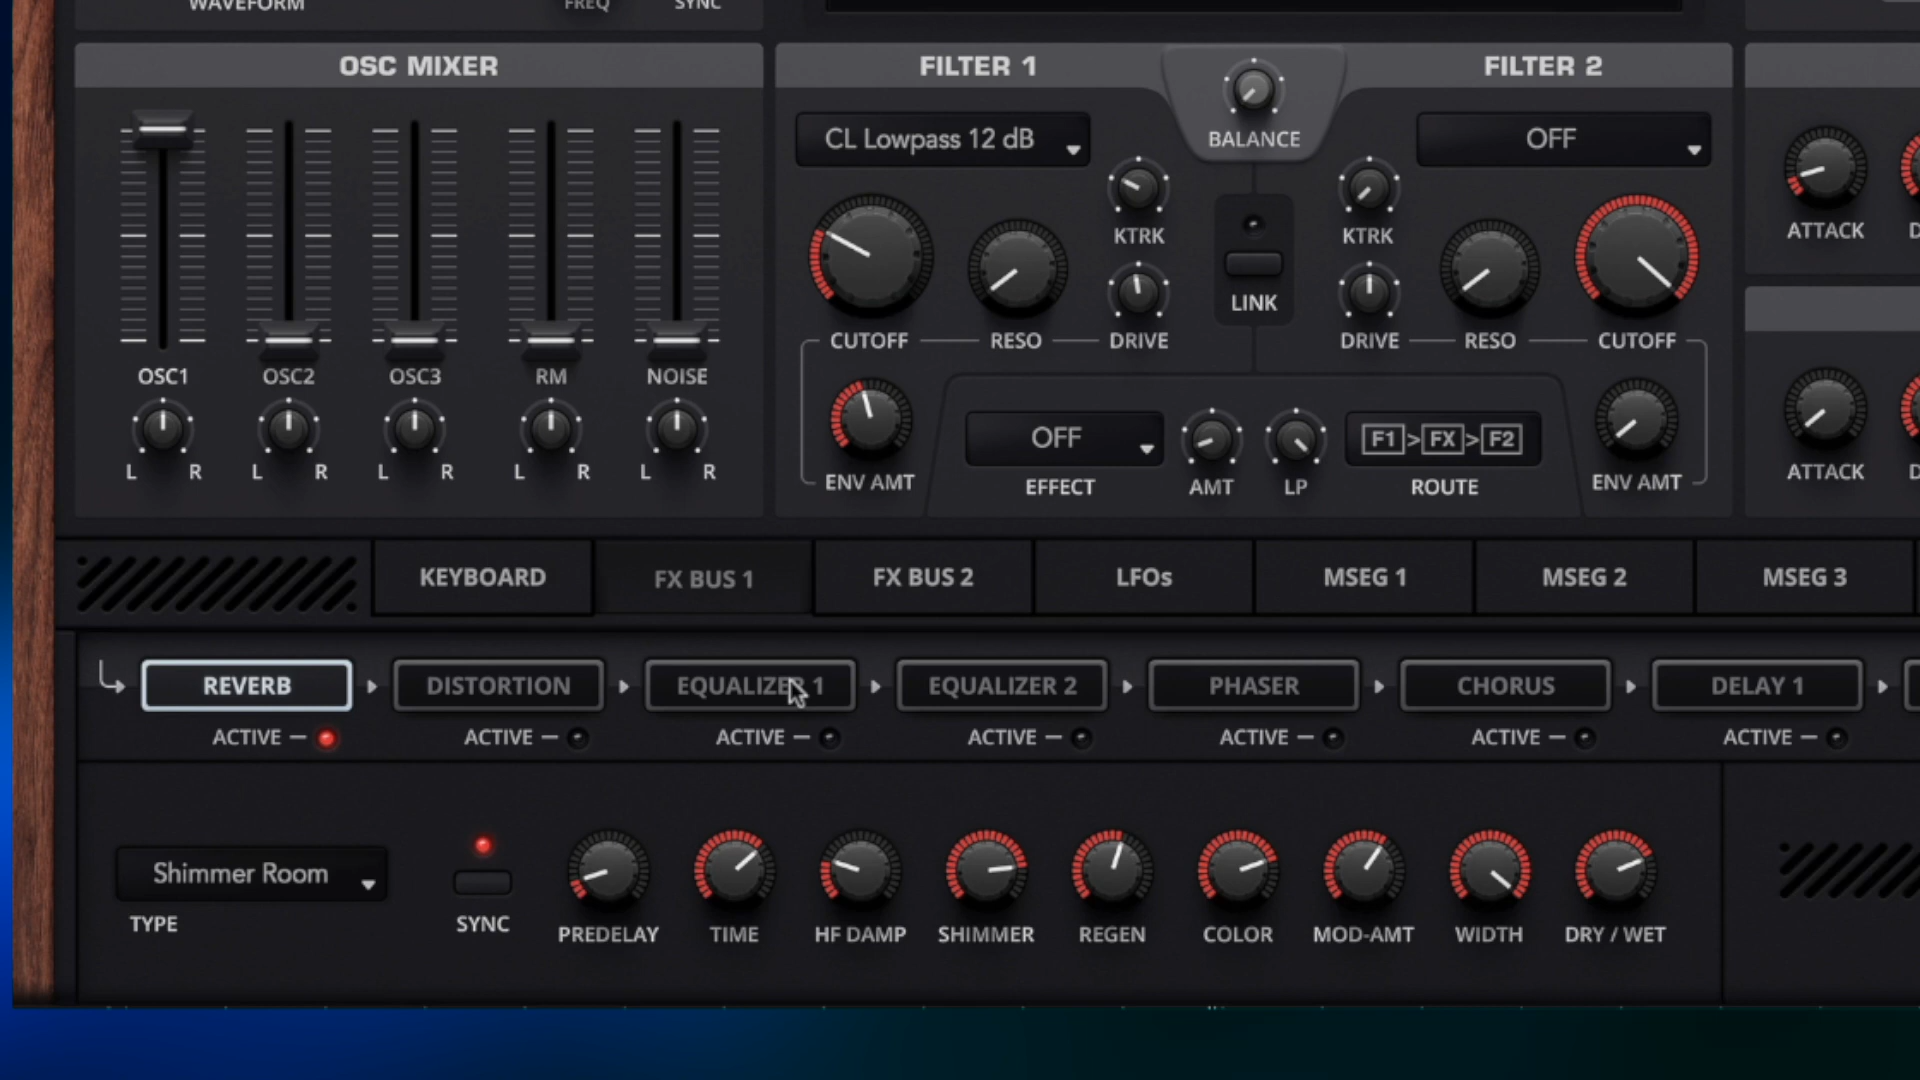 WAVEFORM FREQ SYNC
OSC MIXER
OSC1 OSC2 OSC3 RM NOISE
L R L R L R L R L R
FILTER 1
BALANCE
FILTER 2
CL Lowpass 12 dB
OFF
KTRK
KTRK
LINK
CUTOFF RESO DRIVE
DRIVE RESO CUTOFF
ENV AMT
OFF
EFFECT
AMT
LP
F1>FX>F2
ROUTE
ENV AMT
ATTACK D
ATTACK D
KEYBOARD FX BUS 1 FX BUS 2 LFOs MSEG 1 MSEG 2 MSEG 3
REVERB DISTORTION EQUALIZER 1 EQUALIZER 2 PHASER CHORUS DELAY 1
ACTIVE ACTIVE ACTIVE ACTIVE ACTIVE ACTIVE ACTIVE
Shimmer Room
TYPE
SYNC
PREDELAY TIME HF DAMP SHIMMER REGEN COLOR MOD-AMT WIDTH DRY / WET